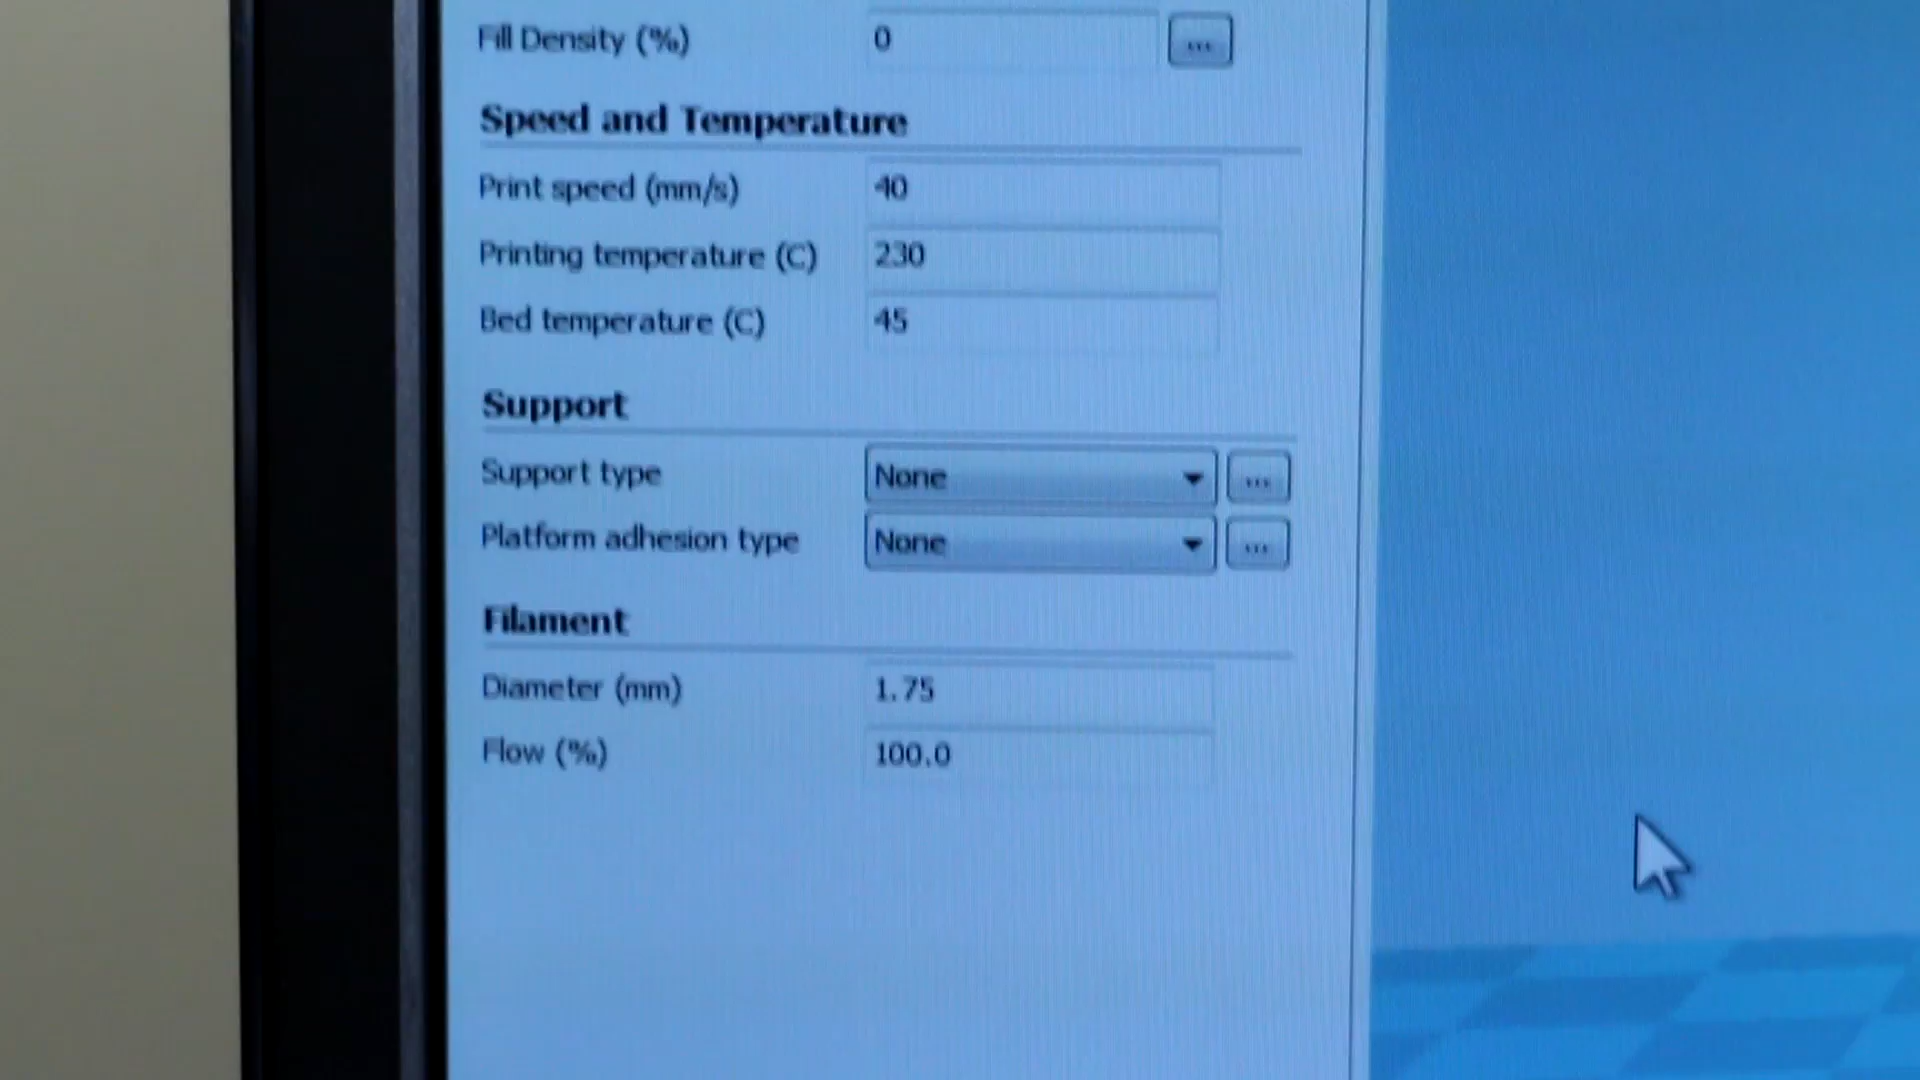 Fill Density (%) 0 ...
Speed and Temperature
Print speed (mm/s) 40
Printing temperature (C) 230
Bed temperature (C) 45
Support
Support type None ...
Platform adhesion type None ...
Filament
Diameter (mm) 1.75
Flow (%) 100.0